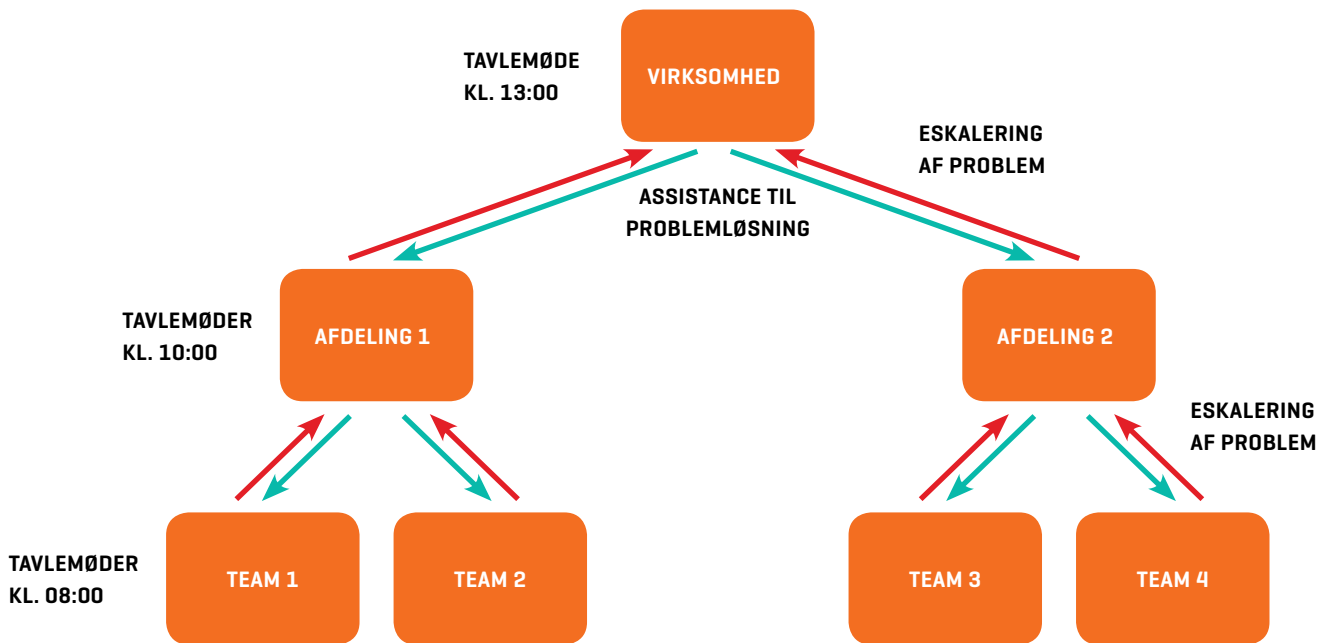 TAVLEMØDE
KL. 13:00
VIRKSOMHED
ESKALERING
AF PROBLEM
ASSISTANCE TIL
PROBLEMLØSNING
TAVLEMØDER
KL. 10:00
AFDELING 1
AFDELING 2
ESKALERING
AF PROBLEM
TAVLEMØDER
KL. 08:00
TEAM 1
TEAM 2
TEAM 3
TEAM 4